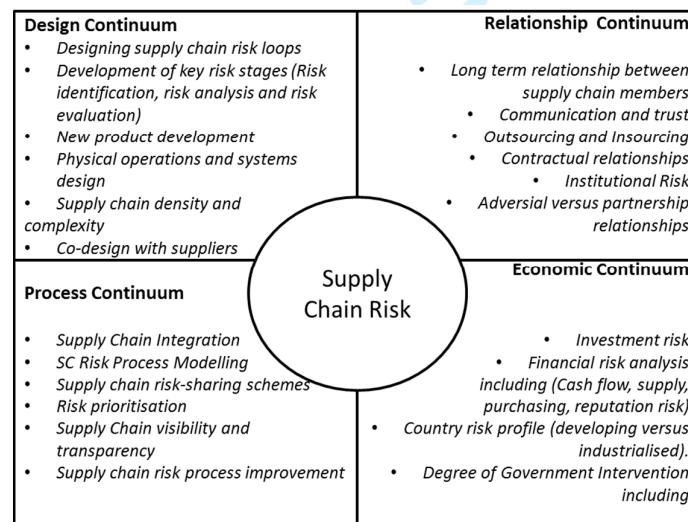 Design Continuum
• Designing supply chain risk loops
• Development of key risk stages (Risk
identification, risk analysis and risk
evaluation)
• New product development
• Physical operations and systems
design
• Supply chain density and
complexity
• Co-design with suppliers
Relationship Continuum
• Long term relationship between
supply chain members
• Communication and trust
• Outsourcing and Insourcing
• Contractual relationships
• Institutional Risk
• Adversial versus partnership
relationships
Supply
Chain Risk
Process Continuum
• Supply Chain Integration
• SC Risk Process Modelling
• Supply chain risk-sharing schemes
• Risk prioritisation
• Supply Chain visibility and
transparency
• Supply chain risk process improvement
Economic Continuum
• Investment risk
• Financial risk analysis
including (Cash flow, supply,
purchasing, reputation risk)
• Country risk profile (developing versus
industrialised).
• Degree of Government Intervention
including